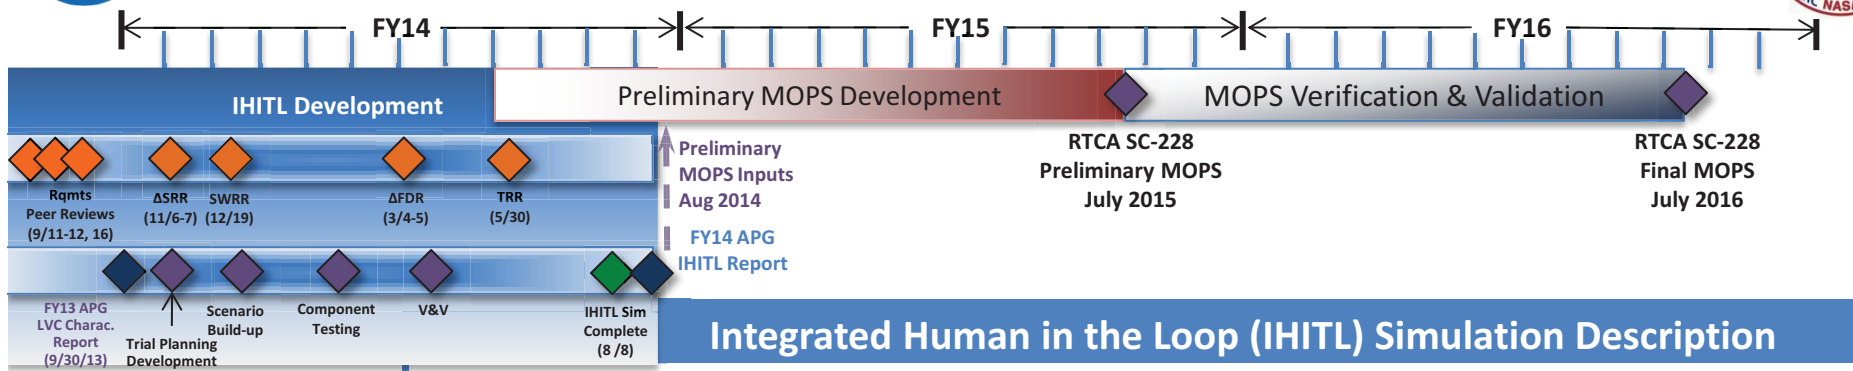 FY14
FY15
FY16
NASA
IHITL Development
Preliminary MOPS Development
MOPS Verification & Validation
Rqmts
Peer Reviews
(9/11-12, 16)
ΔSRR
(11/6-7)
SWRR
(12/19)
ΔFDR
(3/4-5)
TRR
(5/30)
Preliminary
MOPS Inputs
Aug 2014
FY14 APG
IHITL Report
RTCA SC-228
Preliminary MOPS
July 2015
RTCA SC-228
Final MOPS
July 2016
FY13 APG
LVC Charac.
Report
(9/30/13)
Trial Planning
Development
Scenario
Build-up
Component
Testing
V&V
IHITL Sim
Complete
(8 /8)
Integrated Human in the Loop (IHITL) Simulation Description